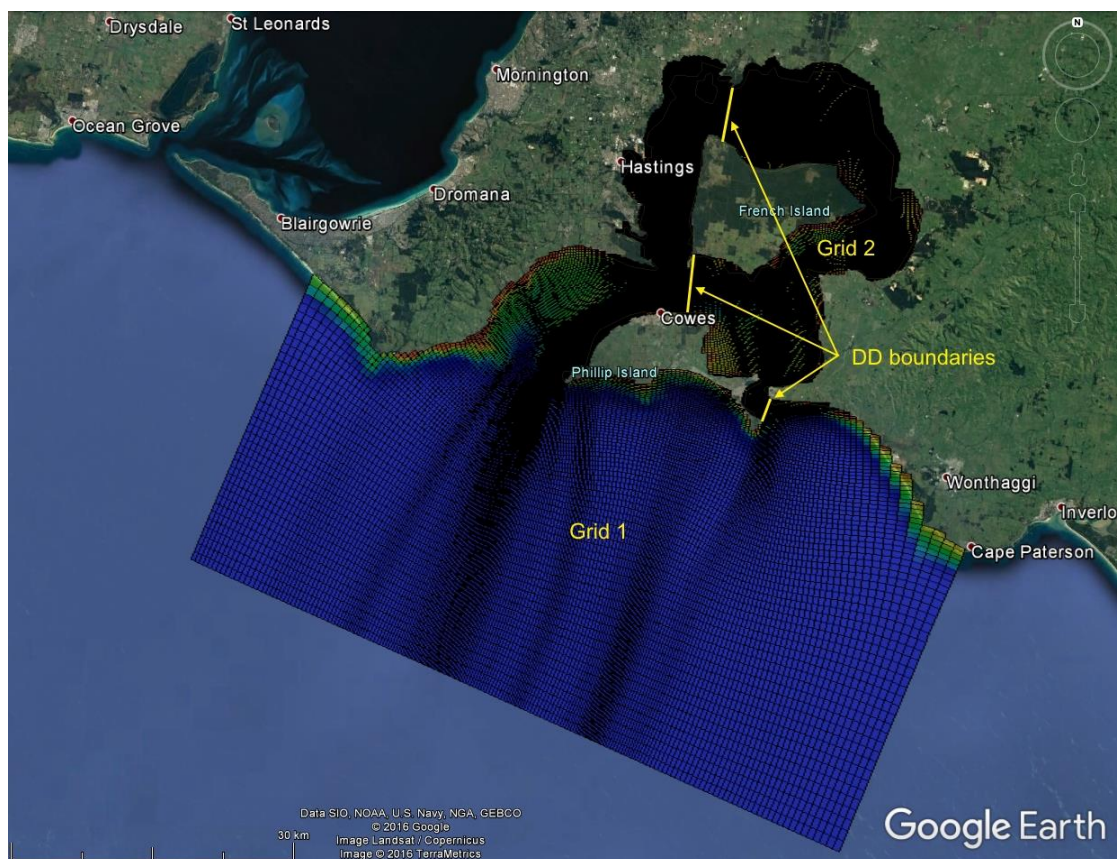 N
Drysdale
St Leonards
Mornington
Ocean Grove
Hastings
Dromana
French Island
Blairgowrie
Grid 2
Cowes
DD boundaries
Phillip Island
Wonthaggi
Inverlo
Grid 1
Cape Paterson
Data SIO, NOAA, U.S. Navy, NGA, GEBCO
© 2016 Google
30 km
Image Landsat / Copernicus
Image © 2016 TerraMetrics
Google Earth